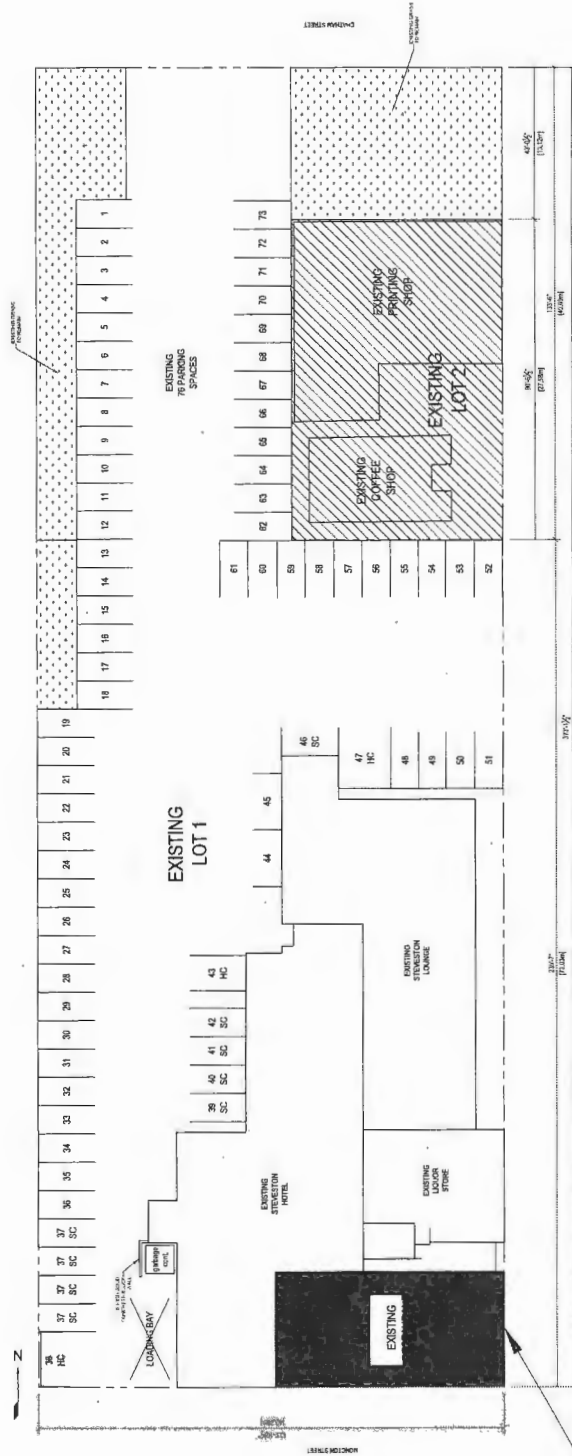 CHATHAM STREET
1
2
3
4
5
6
7
8
9
10
11
12
13
14
15
16
17
18
19
20
21
22
23
24
25
26
27
28
29
30
31
32
33
34
35
36
37
SC
37
SC
37
SC
37
SC
38
HC
EXISTING
76 PARKING
SPACES
73
72
71
70
69
68
67
66
65
64
63
62
61
60
59
58
57
56
55
54
53
52
EXISTING
PRINTING
SHOP
EXISTING
LOT 2
EXISTING
COFFEE
SHOP
EXISTING
LOT 1
46
SC
47
HC
48
49
50
51
45
44
43
HC
42
SC
41
SC
40
SC
39
SC
EXISTING
STEVESTON
LOUNGE
EXISTING
STEVESTON
HOTEL
EXISTING
LIQUOR
STORE
garbage
cont.
LOADING BAY
EXISTING
Z
MONCTON STREET